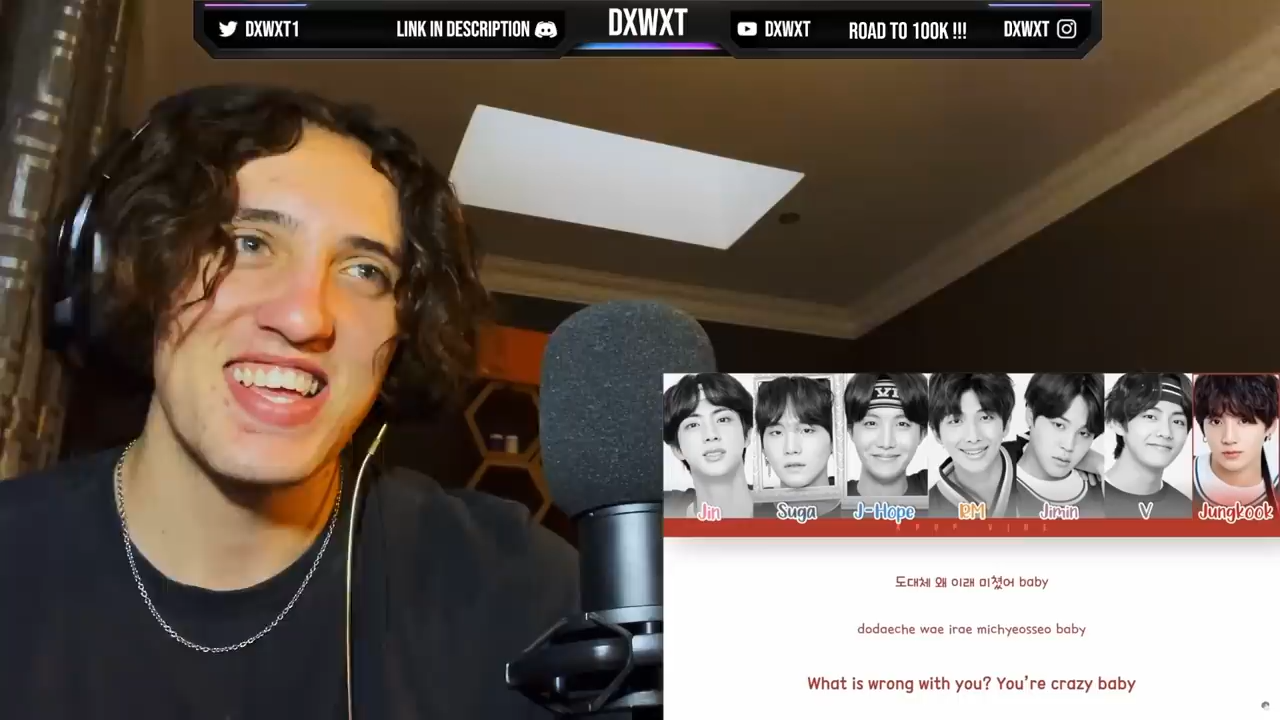 DXWXT1
LINK IN DESCRIPTION
DXWXT
DXWXT
ROAD TO 100K !!!
DXWXT
Jin
Suga
J-Hope
RM
Jimin
V
Jungkook
도대체 왜 이래 미쳤어 baby
dodaeche wae irae michyeosseo baby
What is wrong with you? You're crazy baby